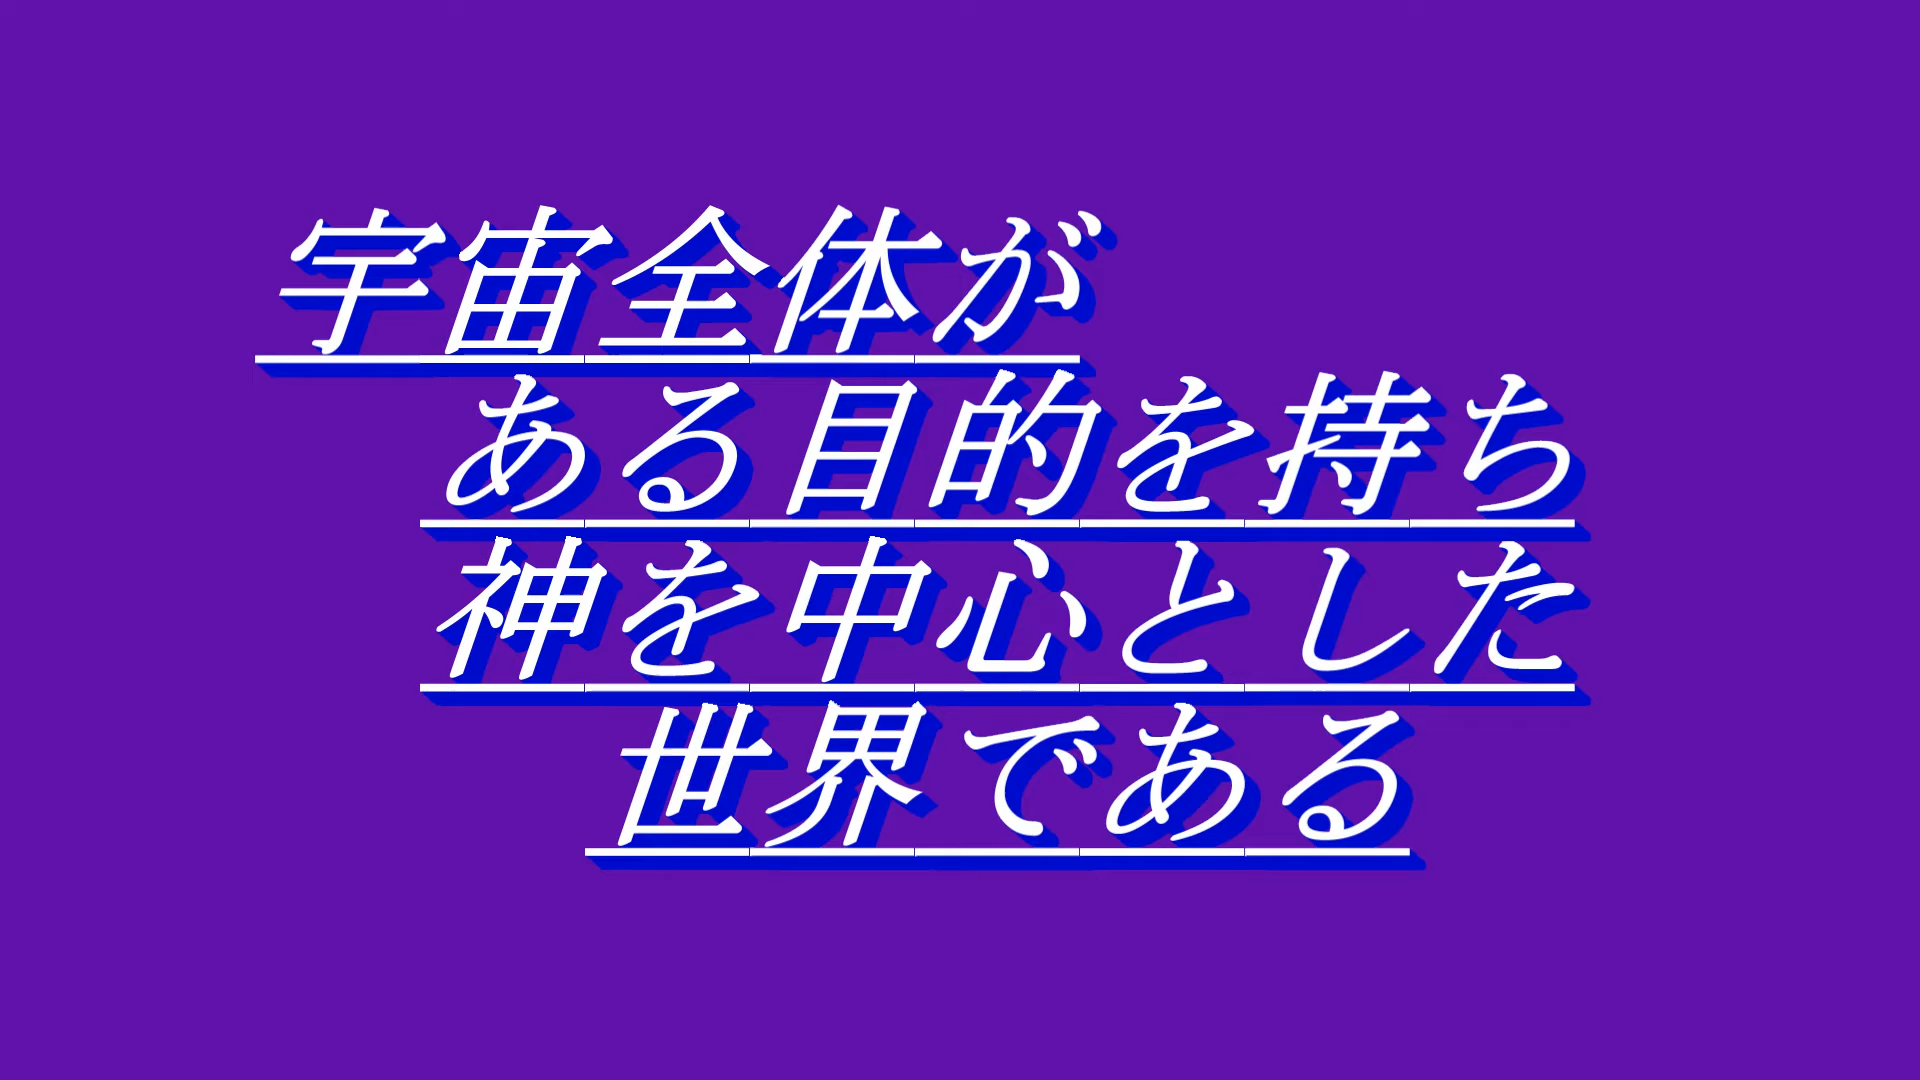 宇宙全体が
ある目的を持ち
神を中心とした
世界である